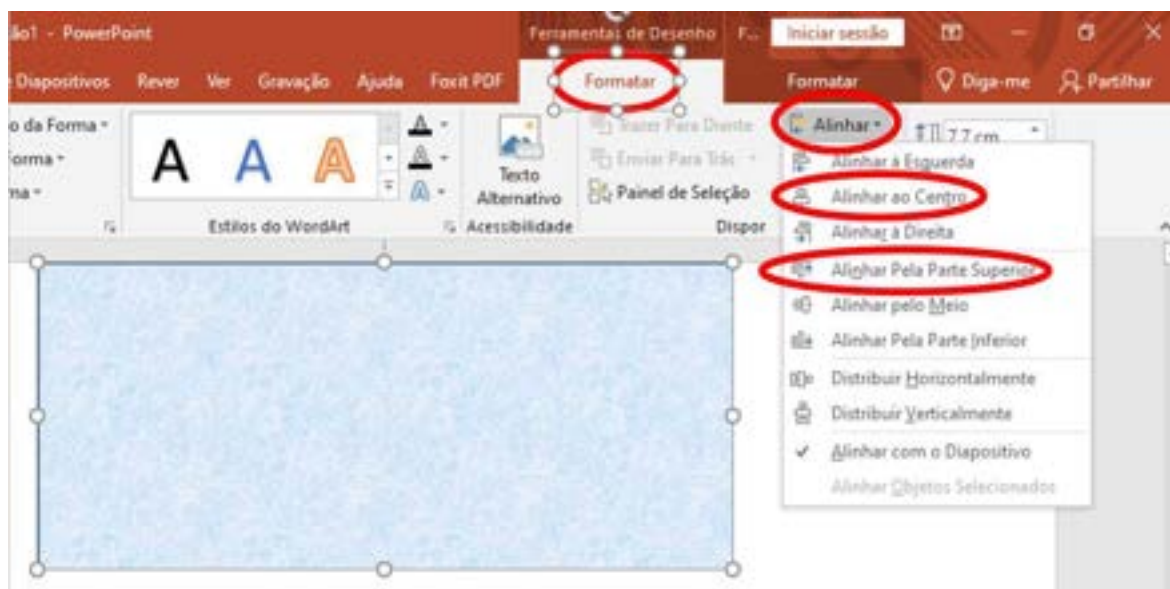 ão1 - PowerPoint
Ferramentas de Desenho
F...
Iniciar sessão
Diapositivos Rever Ver Gravação Ajuda Foxit PDF Formatar Formatar Diga-me Partilhar
o da Forma
orma
ma
A A A
Estilos do WordArt
Texto
Alternativo
Acessibilidade
Trazer Para Diante
Enviar Para Trás
Painel de Seleção
Dispor
Alinhar
7,7 cm
Alinhar à Esquerda
Alinhar ao Centro
Alinhar à Direita
Alinhar Pela Parte Superior
Alinhar pelo Meio
Alinhar Pela Parte Inferior
Distribuir Horizontalmente
Distribuir Verticalmente
Alinhar com o Diapositivo
Alinhar Objetos Selecionados